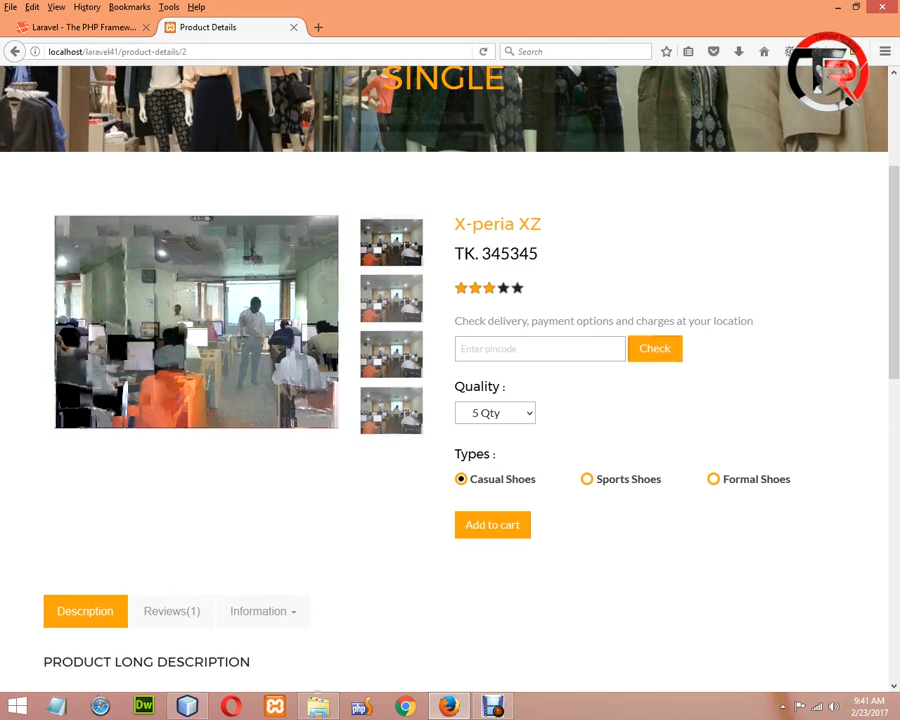 File Edit View History Bookmarks Tools Help
Laravel - The PHP Framew...
Product Details
localhost/laravel41/product-details/2
Search
SINGLE
X-peria XZ
TK. 345345
Check delivery, payment options and charges at your location
Enter pincode
Check
Quality :
5 Qty
Types :
Casual Shoes
Sports Shoes
Formal Shoes
Add to cart
Description
Reviews(1)
Information
PRODUCT LONG DESCRIPTION
Dw
9:41 AM
2/23/2017